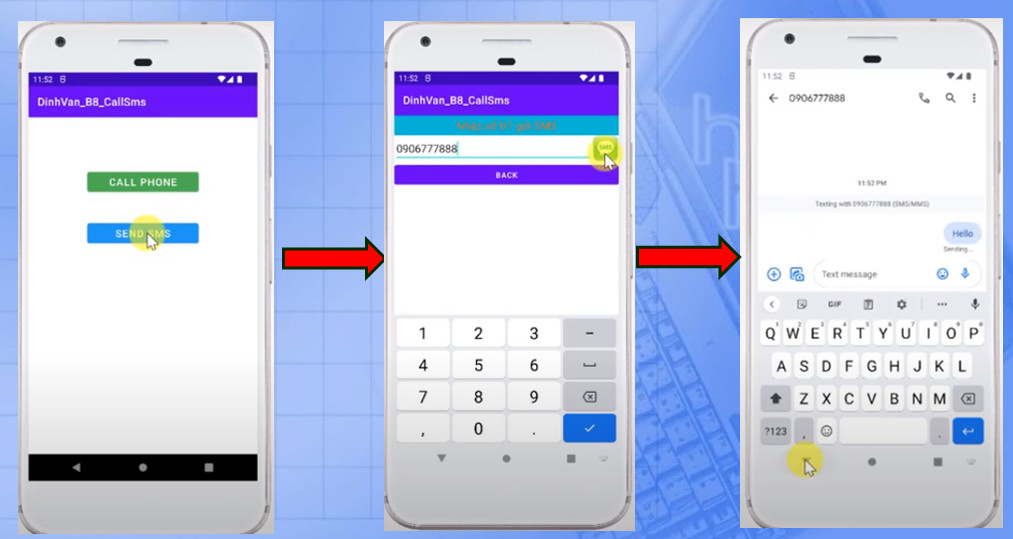 11:52
DinhVan_B8_CallSms
CALL PHONE
SEND SMS
11:52
DinhVan_B8_CallSms
Nhập số ĐT gửi SMS
0906777888
SMS
BACK
1 2 3 -
4 5 6
7 8 9
, 0 .
11:52
0906777888
11:52 PM
Texting with 0906777888 (SMS/MMS)
Hello
Sending...
Text message
GIF
Q W E R T Y U I O P
A S D F G H J K L
Z X C V B N M
?123 , .